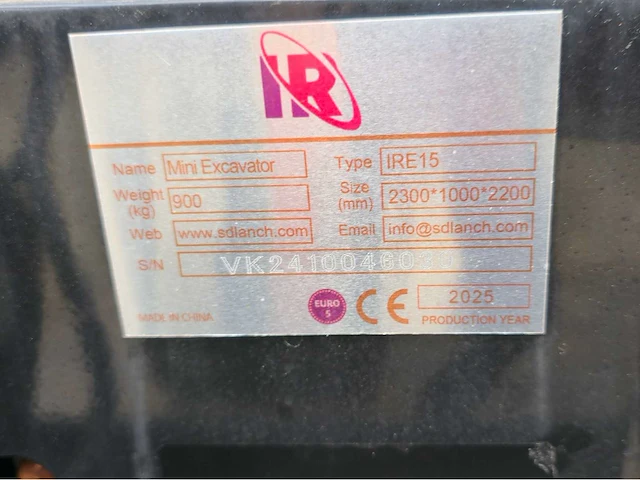 IR
Name Mini Excavator Type IRE15
Weight (kg) 900 Size (mm) 2300*1000*2200
Web www.sdlanch.com Email info@sdlanch.com
S/N
EURO 5 CE 2025
MADE IN CHINA PRODUCTION YEAR